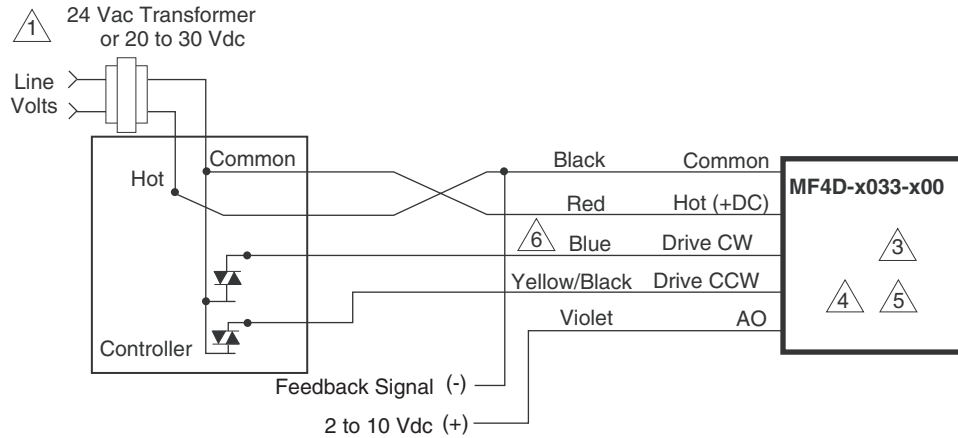 1
24 Vac Transformer
or 20 to 30 Vdc
Line
Volts
Hot
Common
Black
Common
MF4D-x033-x00
Red
Hot (+DC)
6
Blue
Drive CW
3
Yellow/Black
Drive CCW
4
5
Violet
AO
Controller
Feedback Signal (-)
2 to 10 Vdc (+)